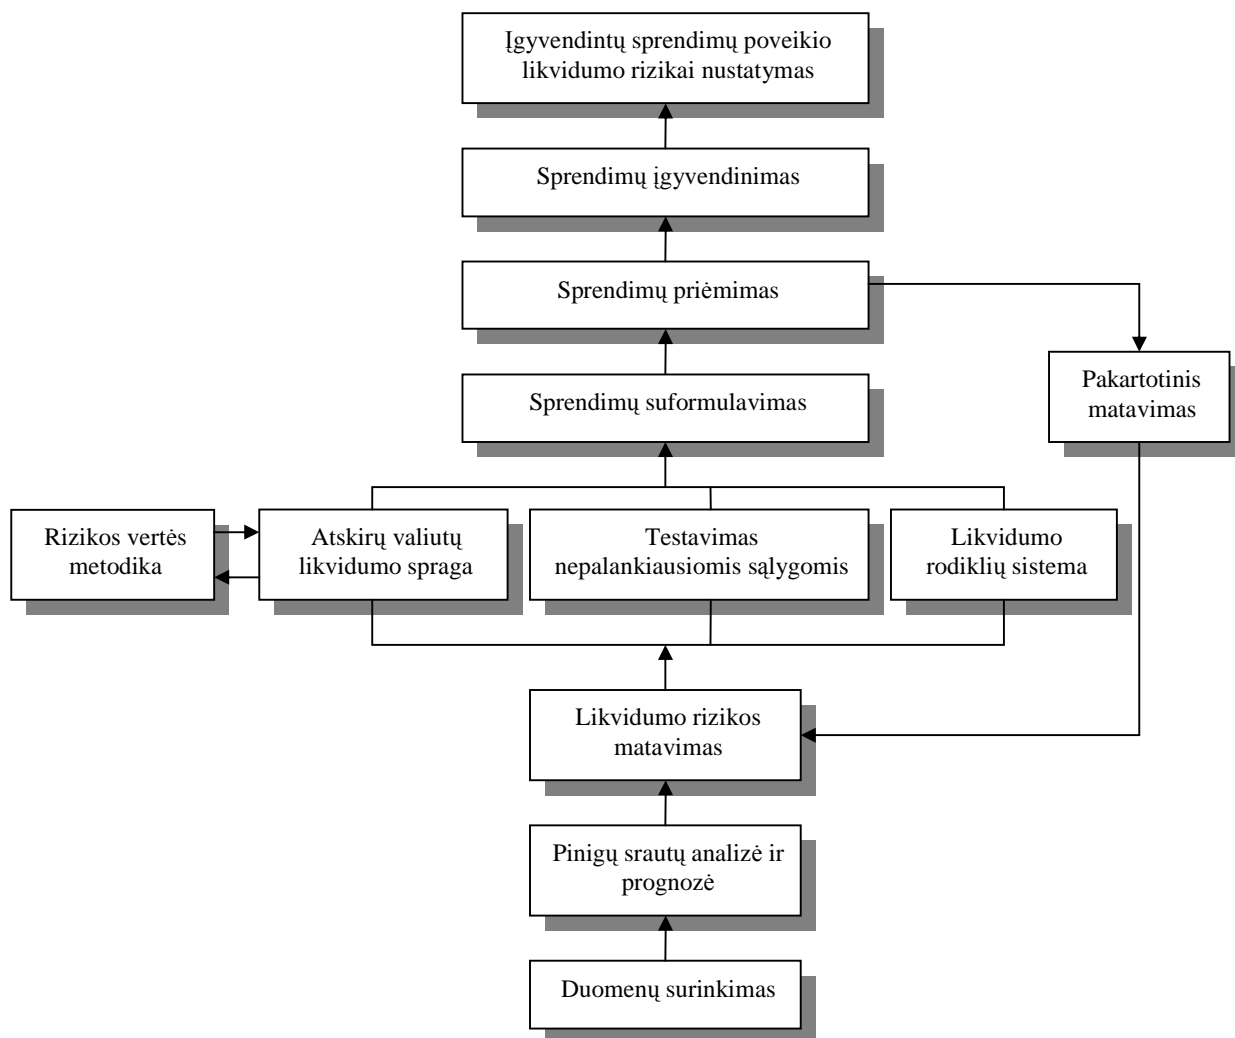 Įgyvendintų sprendimų poveikio
likvidumo rizikai nustatymas
Sprendimų įgyvendinimas
Sprendimų priėmimas
Pakartotinis
matavimas
Sprendimų suformulavimas
Rizikos vertės
metodika
Atskirų valiutų
likvidumo spraga
Testavimas
nepalankiausiomis sąlygomis
Likvidumo
rodiklių sistema
Likvidumo rizikos
matavimas
Pinigų srautų analizė ir
prognozė
Duomenų surinkimas